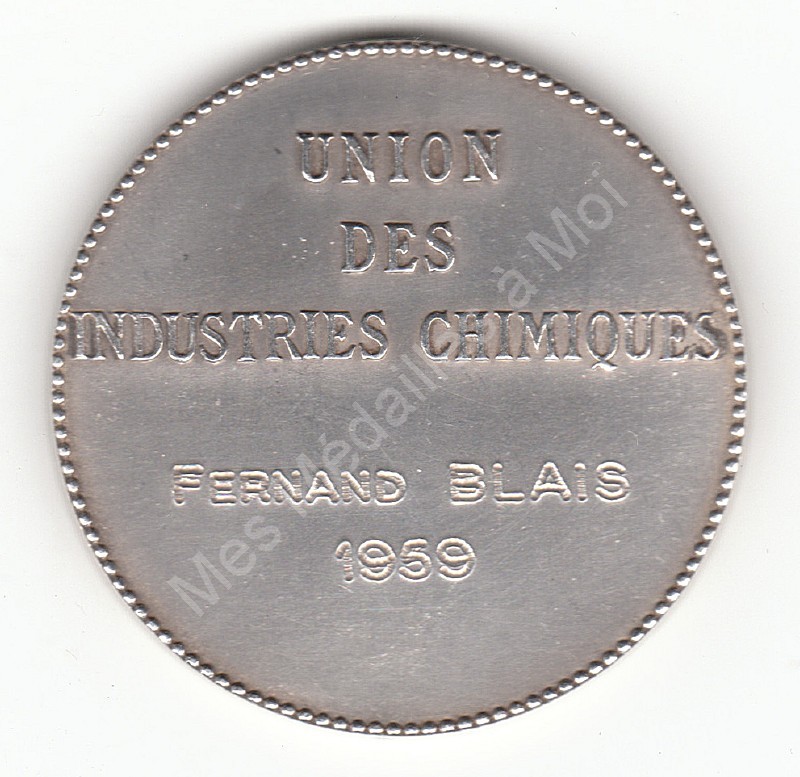 UNION
DES
INDUSTRIES CHIMIQUES
FERNAND BLAIS
1959
Mes Médailles à Moi